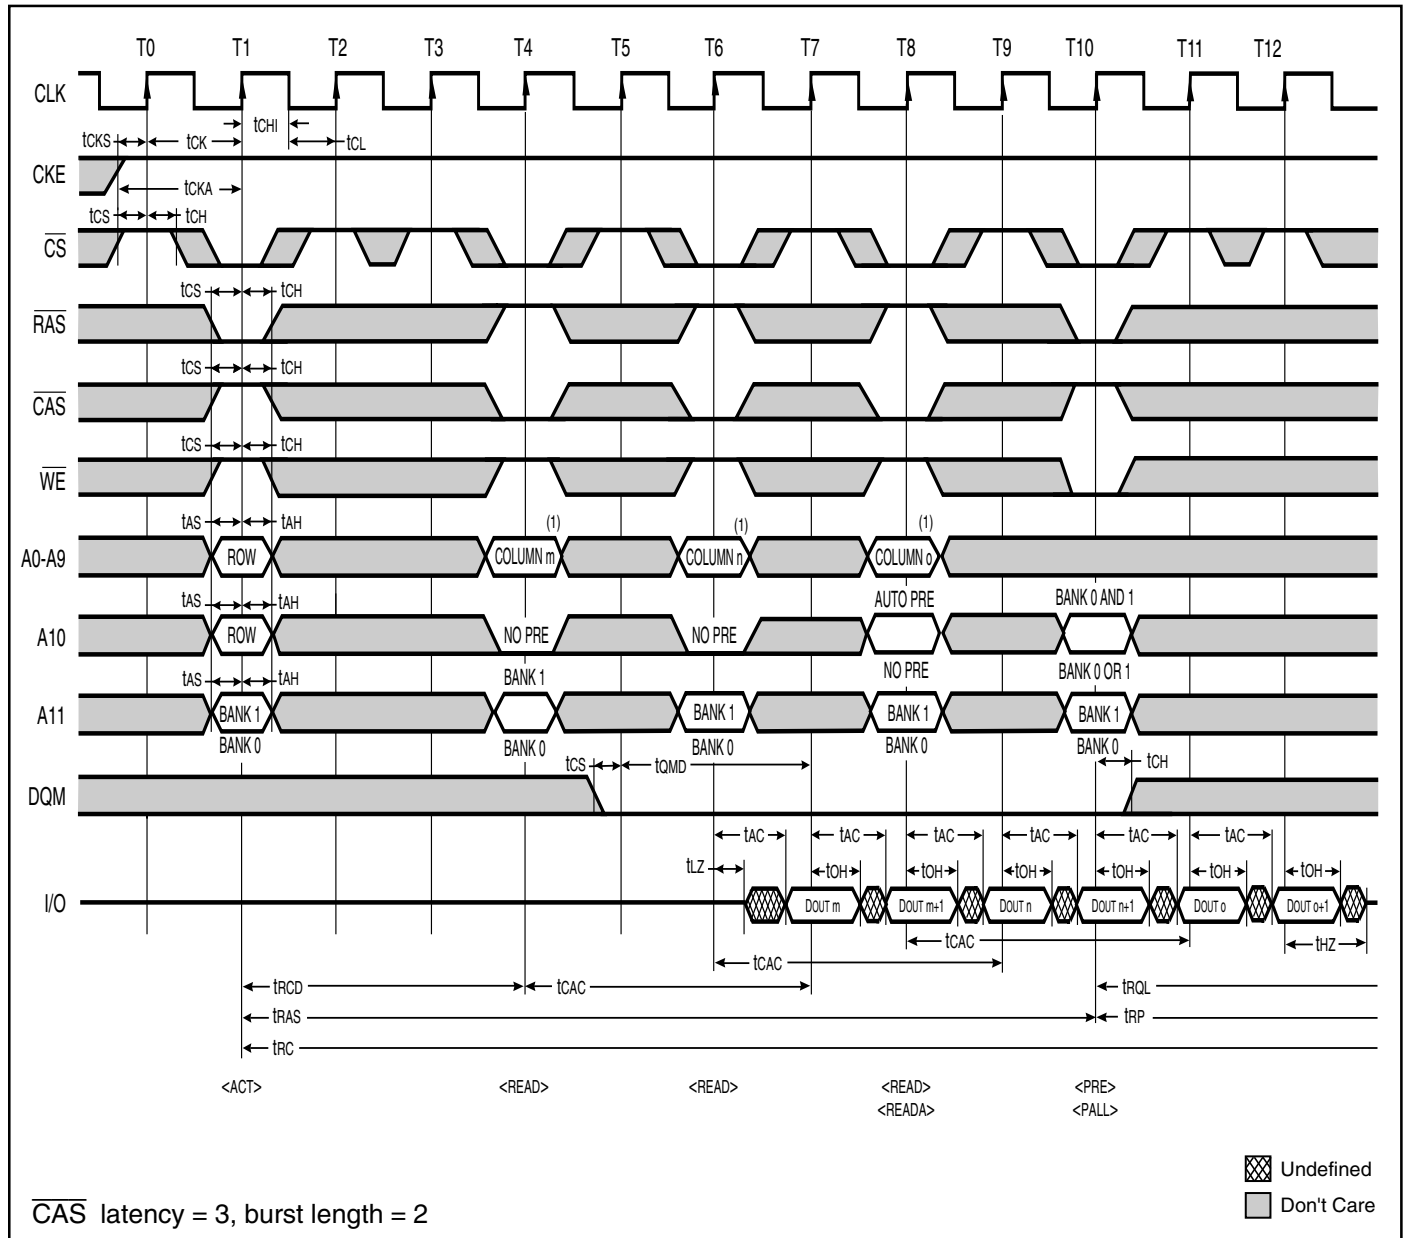 T0 T1 T2 T3 T4 T5 T6 T7 T8 T9 T10 T11 T12
CLK
tCHI
tCKS tCK tCL
CKE
tCKA
tCS tCH
CS
tCS tCH
RAS
tCS tCH
CAS
tCS tCH
WE
tAS tAH (1) (1) (1)
A0-A9 ROW COLUMN m COLUMN n COLUMN o
tAS tAH AUTO PRE BANK 0 AND 1
A10 ROW NO PRE NO PRE
tAS tAH BANK 1 NO PRE BANK 0 OR 1
A11 BANK 1 BANK 1 BANK 1 BANK 1
BANK 0 BANK 0 BANK 0 BANK 0 BANK 0
tCS tQMD tCH
DQM
tAC tAC tAC tAC tAC tAC
tLZ tOH tOH tOH tOH tOH tOH
I/O DOUT m DOUT m+1 DOUT n DOUT n+1 DOUT o DOUT o+1
tCAC tHZ
tCAC
tRCD tCAC tRQL
tRAS tRP
tRC
<ACT> <READ> <READ> <READ> <PRE>
<READA> <PALL>
Undefined
Don't Care
CAS latency = 3, burst length = 2